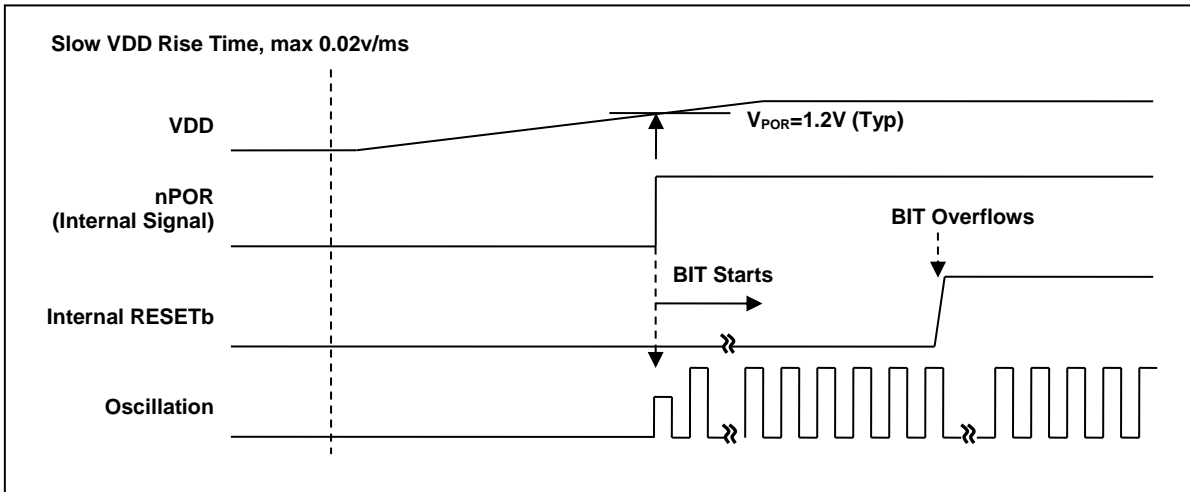 Slow VDD Rise Time, max 0.02v/ms
VDD
VPOR=1.2V (Typ)
nPOR
(Internal Signal)
BIT Overflows
BIT Starts
Internal RESETb
Oscillation